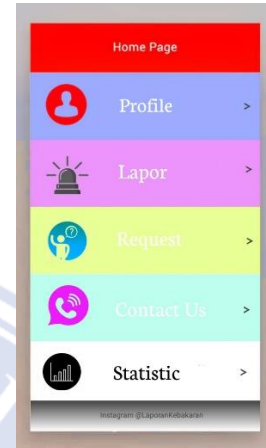 Home Page
Profile >
Lapor >
Request >
Contact Us >
Statistic >
Instagram @LaporanKebakaran